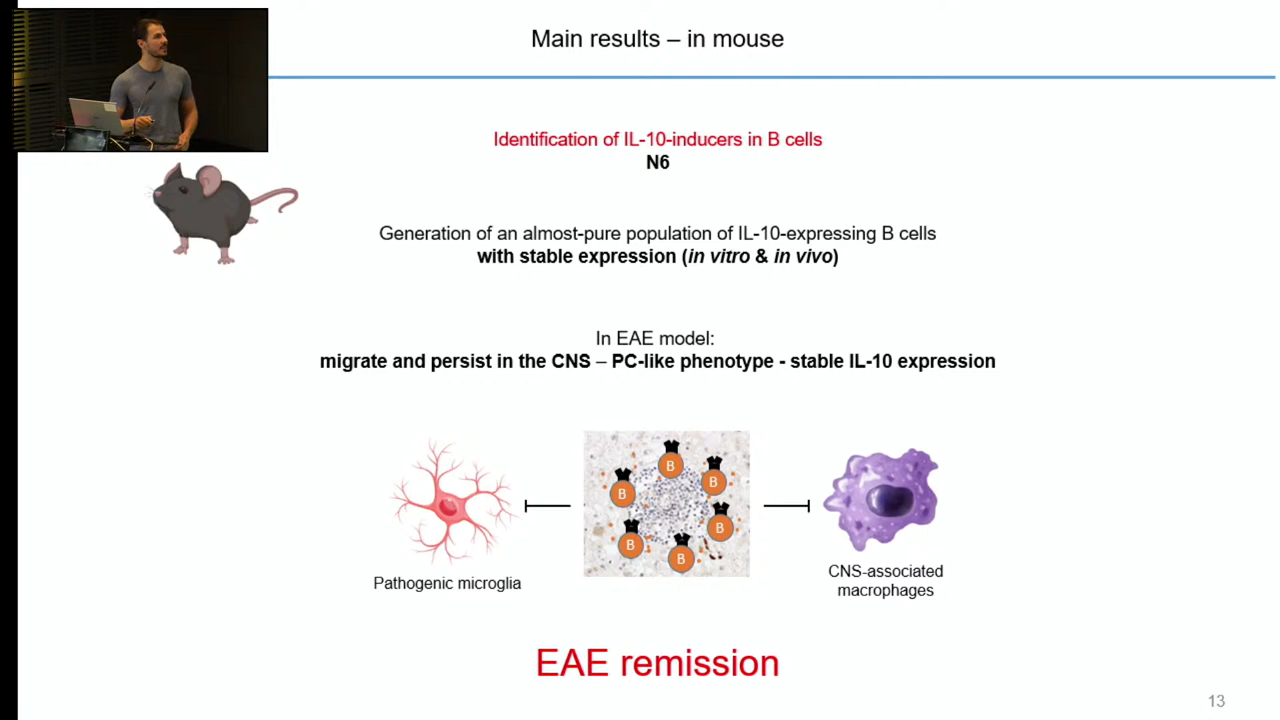 Main results – in mouse
Identification of IL-10-inducers in B cells
N6
Generation of an almost-pure population of IL-10-expressing B cells
with stable expression (in vitro & in vivo)
In EAE model:
migrate and persist in the CNS – PC-like phenotype - stable IL-10 expression
B
B
B
B
B
B
Pathogenic microglia
CNS-associated
macrophages
EAE remission
13